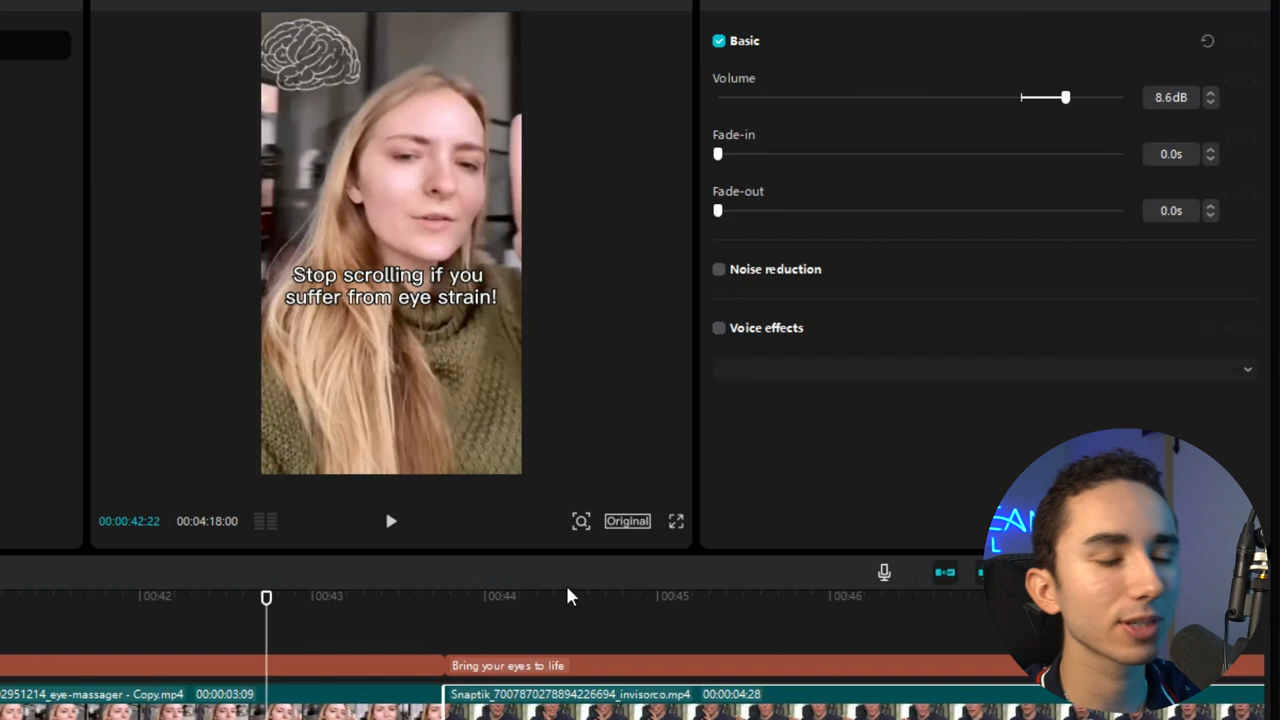 Basic
Volume
8.6dB
Fade-in
0.0s
Fade-out
0.0s
Noise reduction
Voice effects
Stop scrolling if you
suffer from eye strain!
00:00:42:22 00:04:18:00
Original
00:42 00:43 00:44 00:45 00:46
Bring your eyes to life
02951214_eye-massager - Copy.mp4 00:00:03:09
Snaptik_7007870278894226694_invisorco.mp4 00:00:04:28